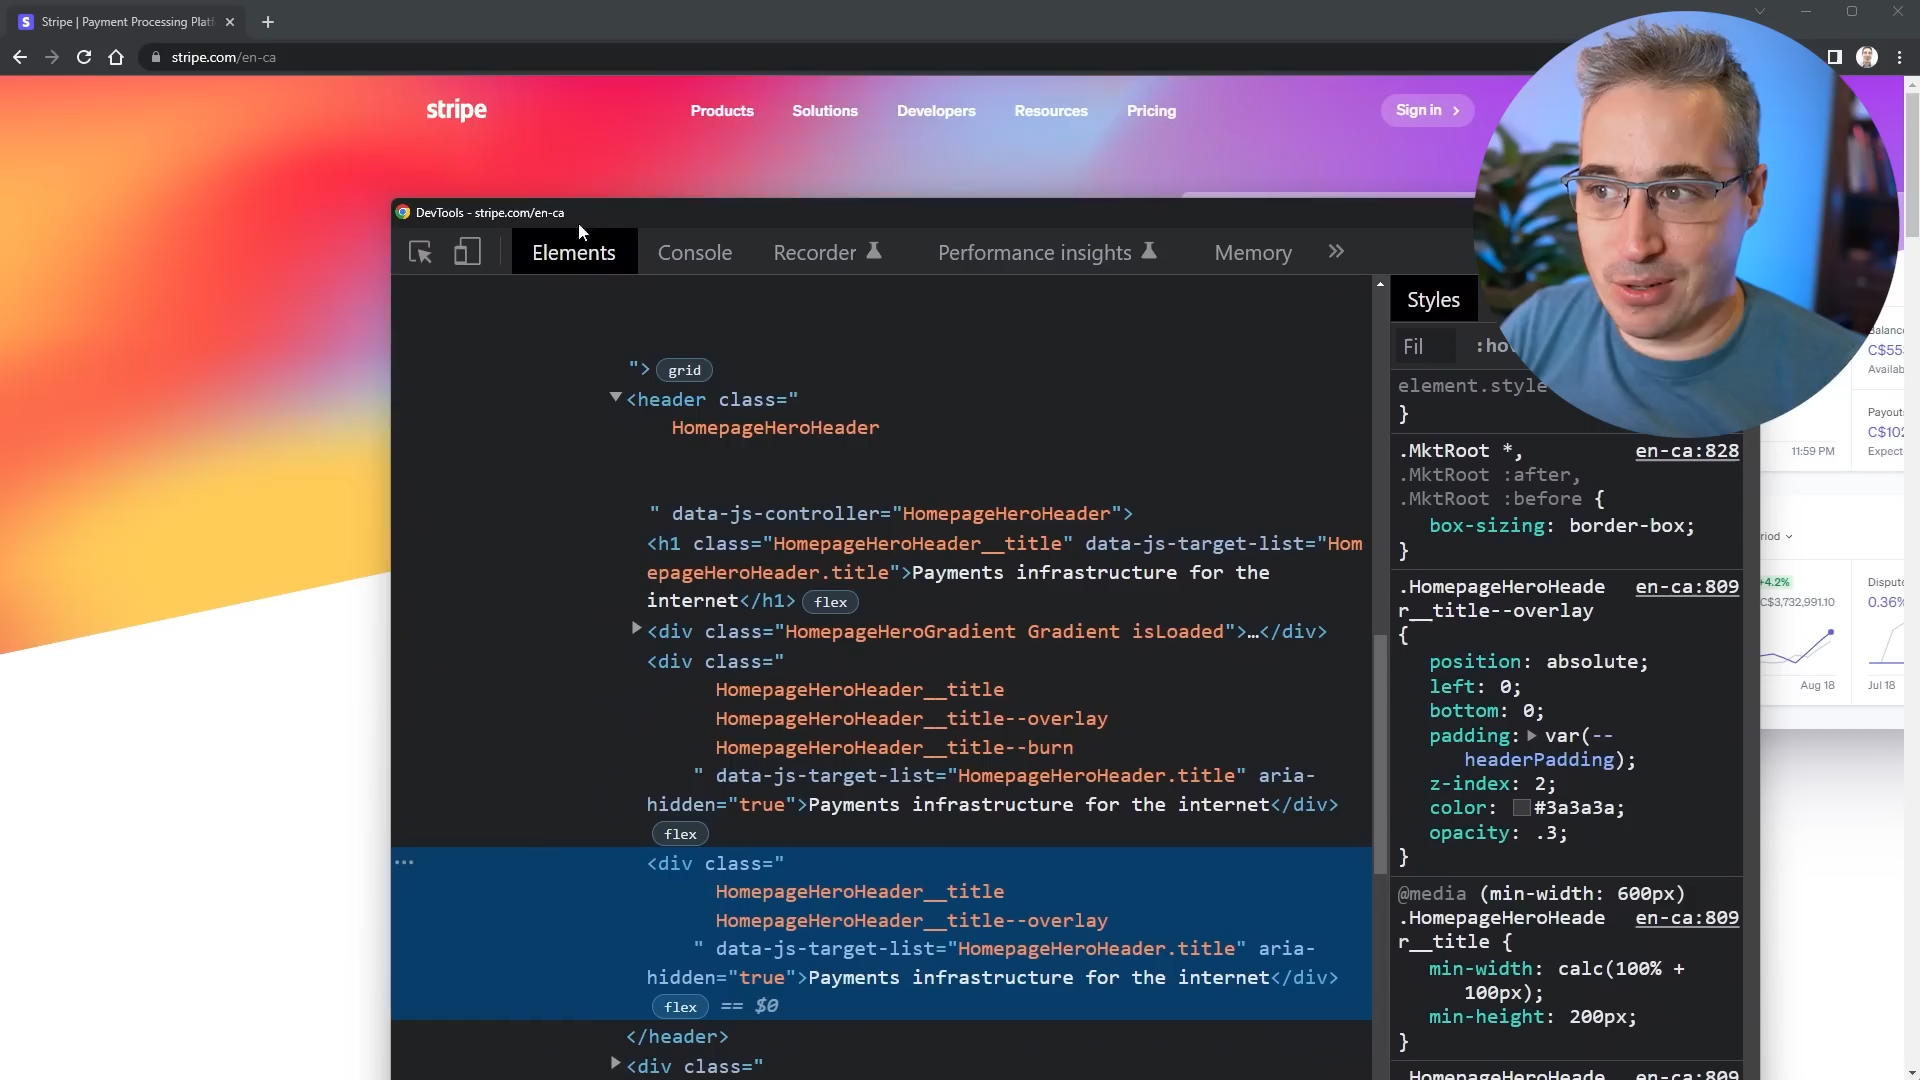 Stripe | Payment Processing Platf
stripe.com/en-ca
stripe
Products
Solutions
Developers
Resources
Pricing
Sign in
DevTools - stripe.com/en-ca
Elements
Console
Recorder
Performance insights
Memory
">
grid
<header class="
HomepageHeroHeader
" data-js-controller="HomepageHeroHeader">
<h1 class="HomepageHeroHeader__title" data-js-target-list="Hom
epageHeroHeader.title">Payments infrastructure for the
internet</h1>
flex
<div class="HomepageHeroGradient Gradient isLoaded">…</div>
<div class="
HomepageHeroHeader__title
HomepageHeroHeader__title--overlay
HomepageHeroHeader__title--burn
" data-js-target-list="HomepageHeroHeader.title" aria-
hidden="true">Payments infrastructure for the internet</div>
flex
<div class="
HomepageHeroHeader__title
HomepageHeroHeader__title--overlay
" data-js-target-list="HomepageHeroHeader.title" aria-
hidden="true">Payments infrastructure for the internet</div>
flex == $0
</header>
<div class="
Styles
Fil
:ho
element.style
}
.MktRoot *, en-ca:828
.MktRoot :after,
.MktRoot :before {
box-sizing: border-box;
}
.HomepageHeroHeade en-ca:809
r__title--overlay
{
position: absolute;
left: 0;
bottom: 0;
padding: var(--
headerPadding);
z-index: 2;
color: #3a3a3a;
opacity: .3;
}
@media (min-width: 600px)
.HomepageHeroHeade en-ca:809
r__title {
min-width: calc(100% +
100px);
min-height: 200px;
}
.HomepageHeroHeade en-ca:809
Balanc
C$55
Availab
Payout
C$102
11:59 PM
Expect
riod
+4.2%
C$3,732,991.10
Dispute
0.36%
Aug 18
Jul 18